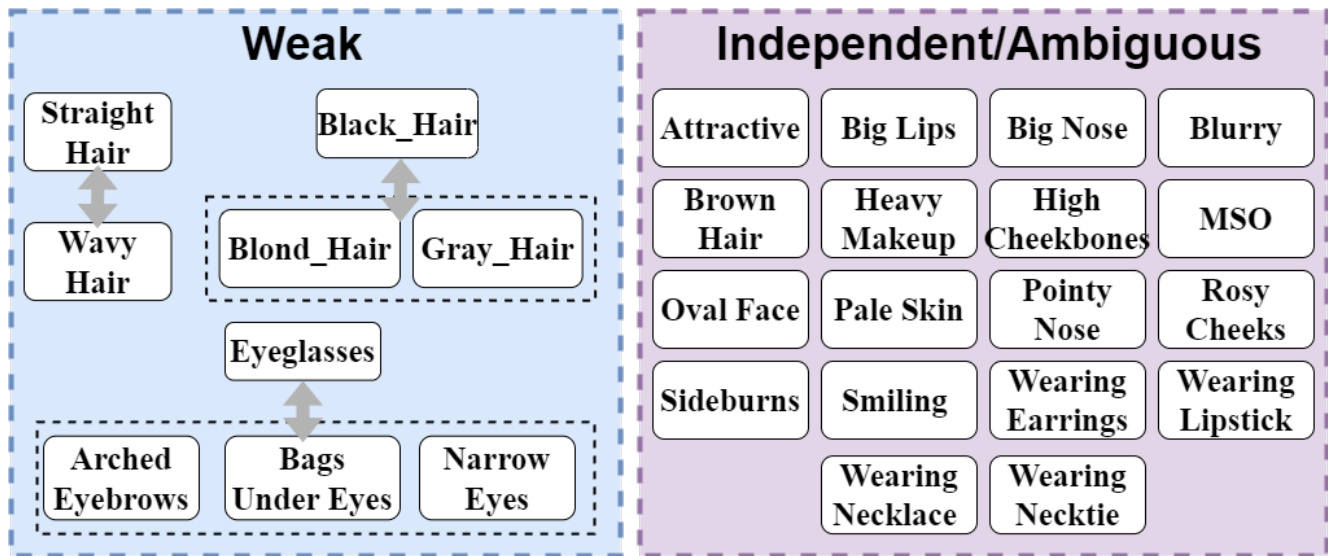 Weak
Straight
Hair
Black_Hair
Wavy
Hair
Blond_Hair
Gray_Hair
Eyeglasses
Arched
Eyebrows
Bags
Under Eyes
Narrow
Eyes
Independent/Ambiguous
Attractive
Big Lips
Big Nose
Blurry
Brown
Hair
Heavy
Makeup
High
Cheekbones
MSO
Oval Face
Pale Skin
Pointy
Nose
Rosy
Cheeks
Sideburns
Smiling
Wearing
Earrings
Wearing
Lipstick
Wearing
Necklace
Wearing
Necktie